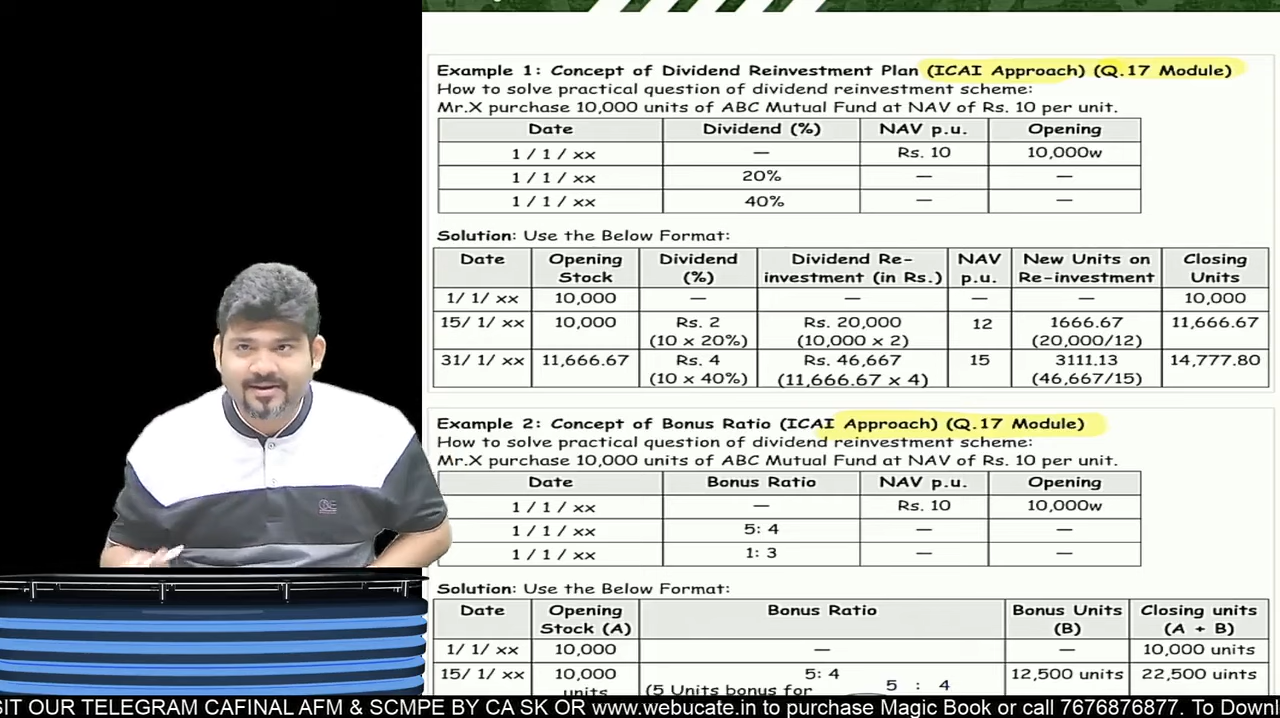 Example 1: Concept of Dividend Reinvestment Plan (ICAI Approach) (Q.17 Module)
How to solve practical question of dividend reinvestment scheme:
Mr.X purchase 10,000 units of ABC Mutual Fund at NAV of Rs. 10 per unit.
Date Dividend (%) NAV p.u. Opening
1 / 1 / xx — Rs. 10 10,000w
1 / 1 / xx 20% — —
1 / 1 / xx 40% — —
Solution: Use the Below Format:
Date Opening Stock Dividend (%) Dividend Re-investment (in Rs.) NAV p.u. New Units on Re-investment Closing Units
1/ 1/ xx 10,000 — — — — 10,000
15/ 1/ xx 10,000 Rs. 2 (10 x 20%) Rs. 20,000 (10,000 x 2) 12 1666.67 (20,000/12) 11,666.67
31/ 1/ xx 11,666.67 Rs. 4 (10 x 40%) Rs. 46,667 (11,666.67 x 4) 15 3111.13 (46,667/15) 14,777.80
Example 2: Concept of Bonus Ratio (ICAI Approach) (Q.17 Module)
How to solve practical question of dividend reinvestment scheme:
Mr.X purchase 10,000 units of ABC Mutual Fund at NAV of Rs. 10 per unit.
Date Bonus Ratio NAV p.u. Opening
1 / 1 / xx — Rs. 10 10,000w
1 / 1 / xx 5: 4 — —
1 / 1 / xx 1: 3 — —
Solution: Use the Below Format:
Date Opening Stock (A) Bonus Ratio Bonus Units (B) Closing units (A + B)
1/ 1/ xx 10,000 — — 10,000 units
15/ 1/ xx 10,000 units 5: 4 12,500 units 22,500 uints
(5 Units bonus for 5 : 4
SIT OUR TELEGRAM CAFINAL AFM & SCMPE BY CA SK OR www.webucate.in to purchase Magic Book or call 7676876877. To Downl